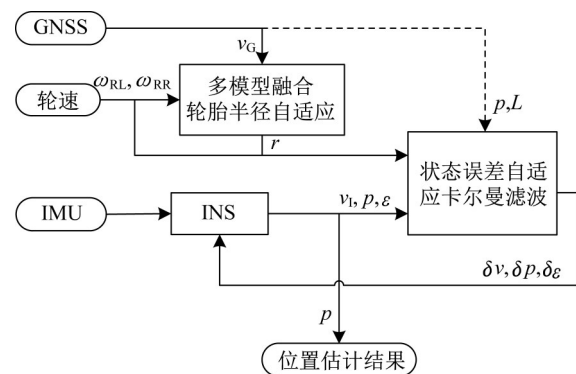 GNSS
v_G
ω_RL, ω_RR
多模型融合
轮胎半径自适应
轮速
p,L
r
状态误差自适
应卡尔曼滤波
IMU
INS
v_I, p, ε
δv, δp, δε
p
位置估计结果